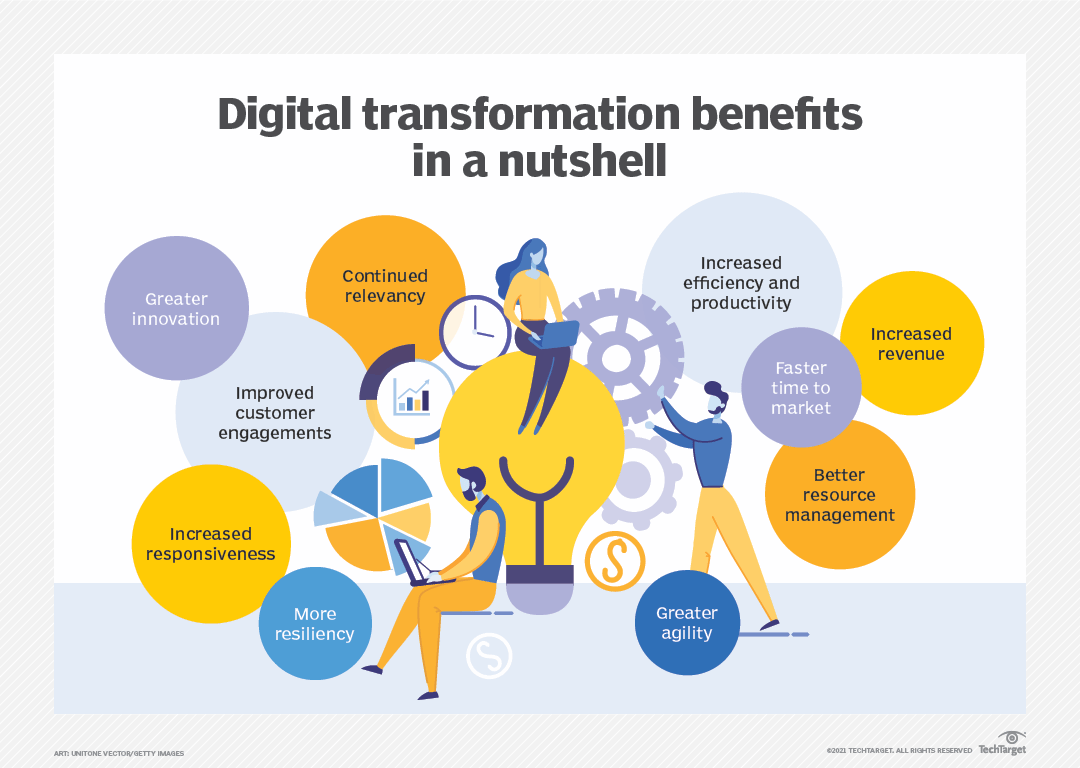 Digital transformation benefits
in a nutshell
Greater
innovation
Continued
relevancy
Improved
customer
engagements
Increased
responsiveness
More
resiliency
Increased
efficiency and
productivity
Increased
revenue
Faster
time to
market
Better
resource
management
Greater
agility
ART: UNITONE VECTOR/GETTY IMAGES
©2021 TECHTARGET. ALL RIGHTS RESERVED
TechTarget